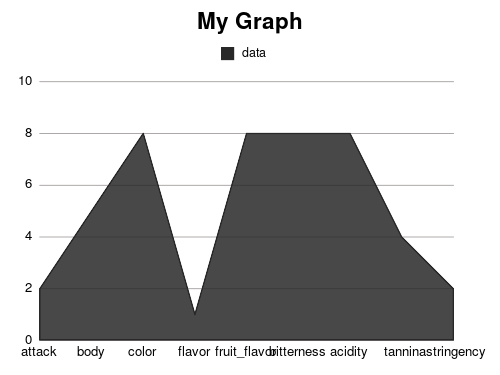 My Graph
data
10
8
6
4
2
0
attack body color flavor fruit_flavor bitterness acidity tannin astringency